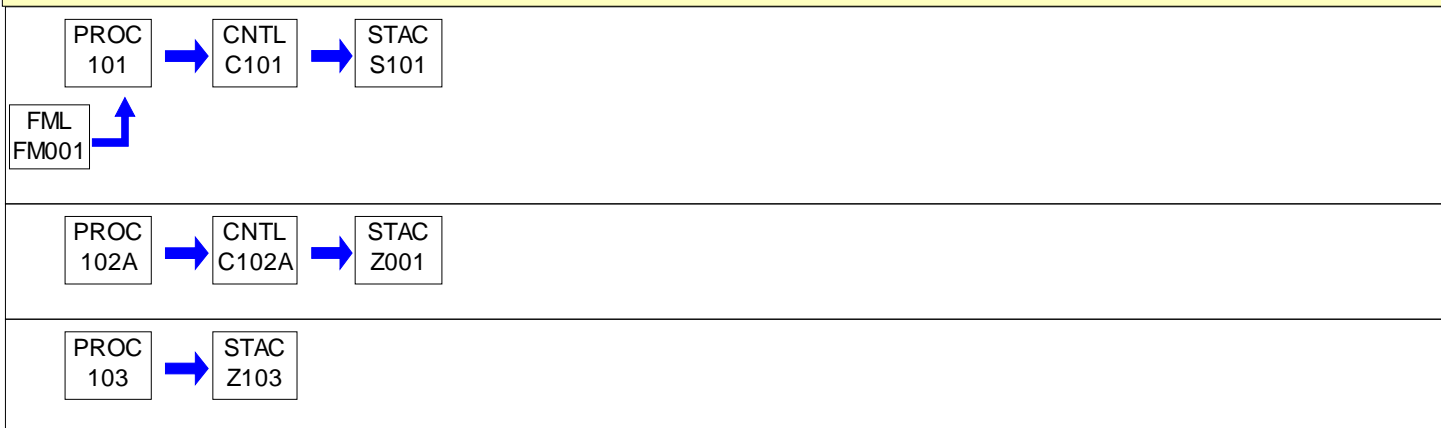 PROC
101
CNTL
C101
STAC
S101
FML
FM001
PROC
102A
CNTL
C102A
STAC
Z001
PROC
103
STAC
Z103